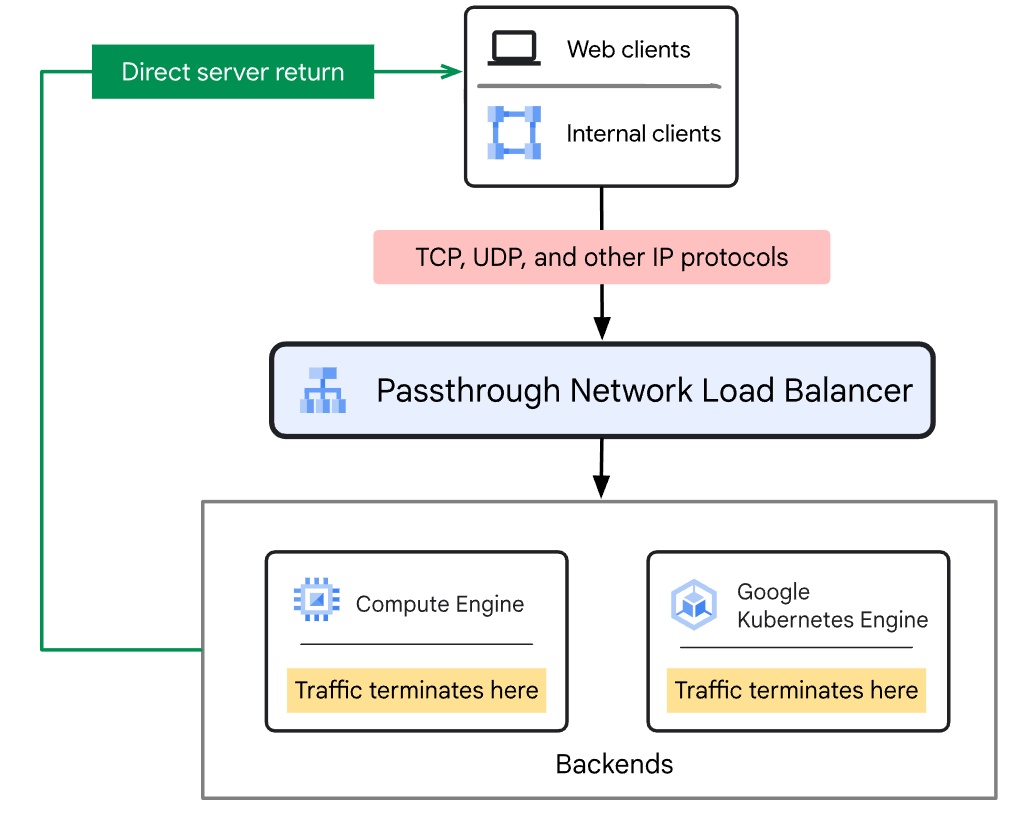 Direct server return
Web clients
Internal clients
TCP, UDP, and other IP protocols
Passthrough Network Load Balancer
Compute Engine
Traffic terminates here
Google
Kubernetes Engine
Traffic terminates here
Backends